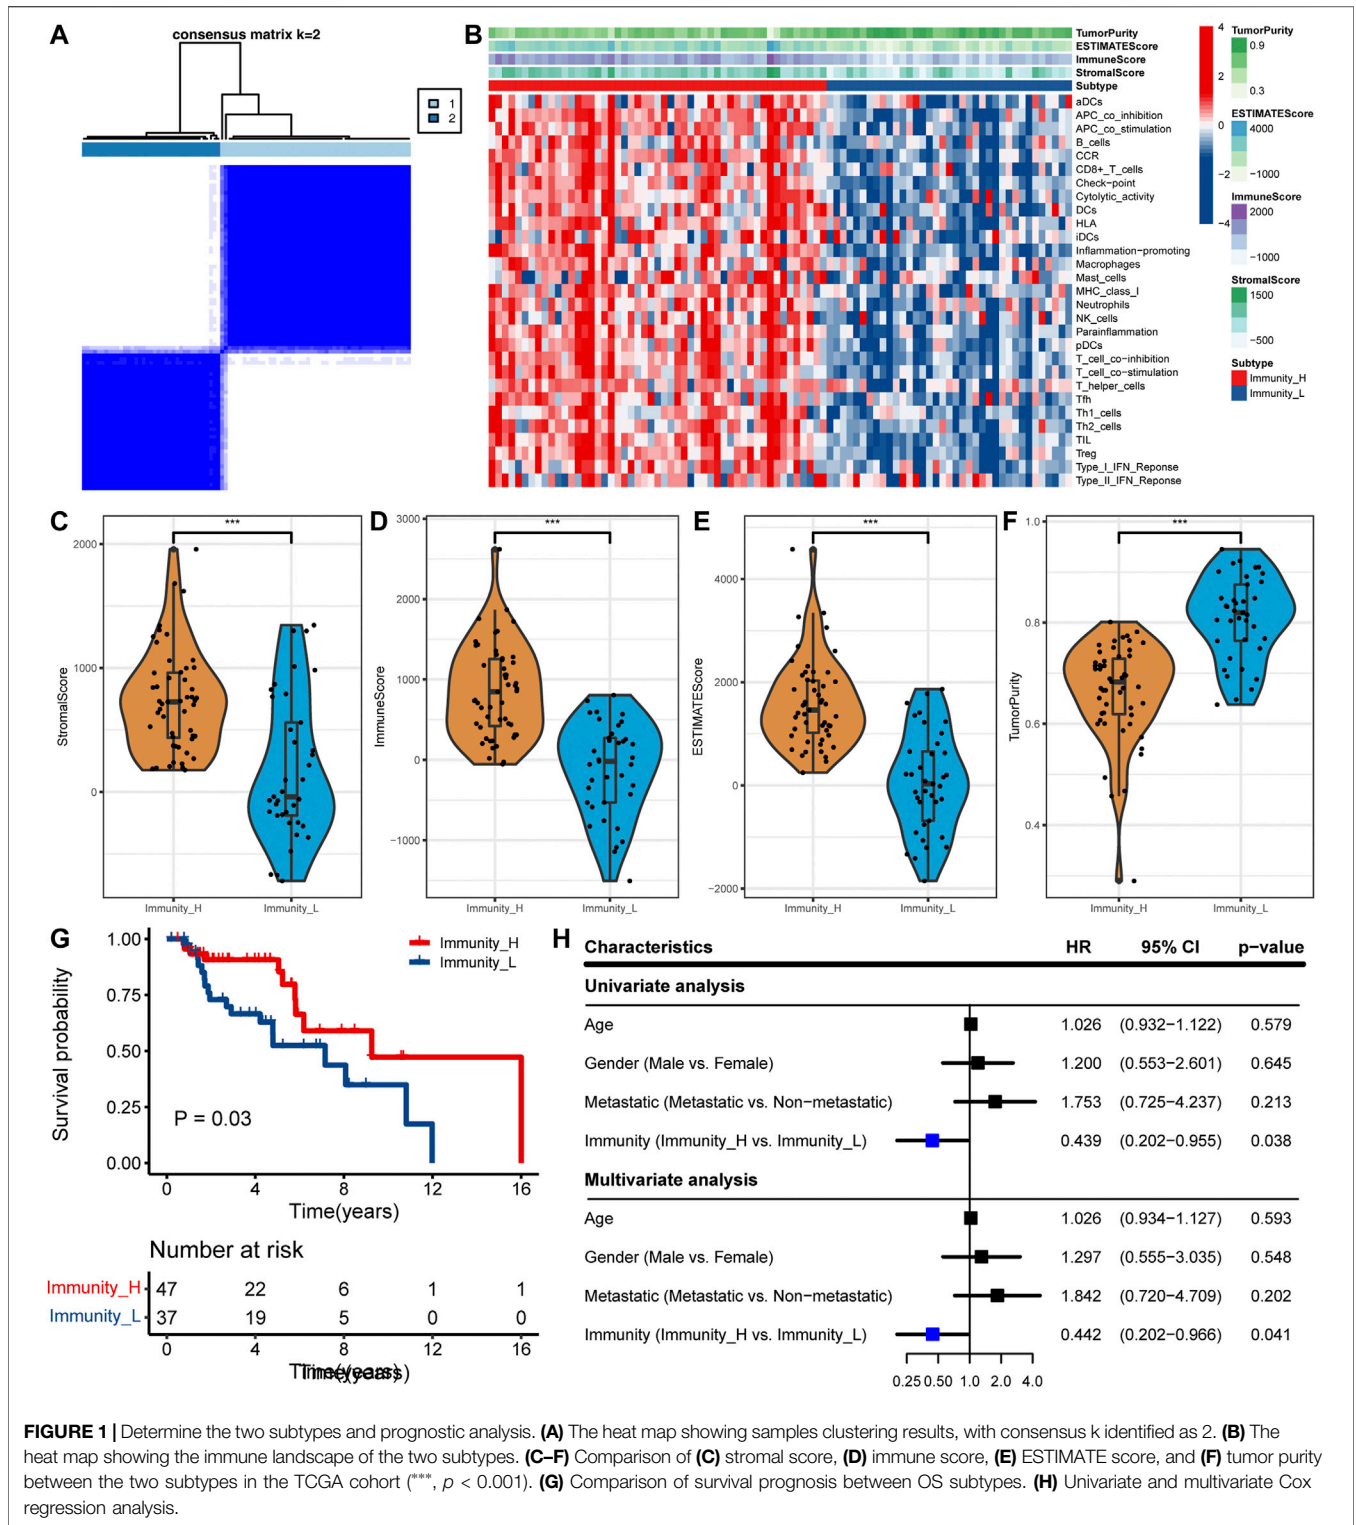 A
consensus matrix k=2
1
2
B
TumorPurity
ESTIMATEScore
ImmuneScore
StromalScore
Subtype
aDCs
APC_co_inhibition
APC_co_stimulation
B_cells
CCR
CD8+_T_cells
Check−point
Cytolytic_activity
DCs
HLA
iDCs
Inflammation−promoting
Macrophages
Mast_cells
MHC_class_I
Neutrophils
NK_cells
Parainflammation
pDCs
T_cell_co−inhibition
T_cell_co−stimulation
T_helper_cells
Tfh
Th1_cells
Th2_cells
TIL
Treg
Type_I_IFN_Reponse
Type_II_IFN_Reponse
4
2
0
−2
−4
TumorPurity
0.9
0.3
ESTIMATEScore
4000
−1000
ImmuneScore
2000
−1000
StromalScore
1500
−500
Subtype
Immunity_H
Immunity_L
C
StromalScore
2000
1000
0
***
Immunity_H Immunity_L
D
ImmuneScore
3000
2000
1000
0
−1000
***
Immunity_H Immunity_L
E
ESTIMATEScore
4000
2000
0
−2000
***
Immunity_H Immunity_L
F
TumorPurity
1.0
0.8
0.6
0.4
***
Immunity_H Immunity_L
G
Survival probability
1.00
0.75
0.50
0.25
0.00
Immunity_H
Immunity_L
P = 0.03
0 4 8 12 16
Time(years)
Number at risk
Immunity_H 47 22 6 1 1
Immunity_L 37 19 5 0 0
0 4 8 12 16
Time(years)
H
Characteristics HR 95% CI p−value
Univariate analysis
Age 1.026 (0.932−1.122) 0.579
Gender (Male vs. Female) 1.200 (0.553−2.601) 0.645
Metastatic (Metastatic vs. Non−metastatic) 1.753 (0.725−4.237) 0.213
Immunity (Immunity_H vs. Immunity_L) 0.439 (0.202−0.955) 0.038
Multivariate analysis
Age 1.026 (0.934−1.127) 0.593
Gender (Male vs. Female) 1.297 (0.555−3.035) 0.548
Metastatic (Metastatic vs. Non−metastatic) 1.842 (0.720−4.709) 0.202
Immunity (Immunity_H vs. Immunity_L) 0.442 (0.202−0.966) 0.041
0.25 0.50 1.0 2.0 4.0
FIGURE 1 | Determine the two subtypes and prognostic analysis. (A) The heat map showing samples clustering results, with consensus k identified as 2. (B) The
heat map showing the immune landscape of the two subtypes. (C–F) Comparison of (C) stromal score, (D) immune score, (E) ESTIMATE score, and (F) tumor purity
between the two subtypes in the TCGA cohort (***, p < 0.001). (G) Comparison of survival prognosis between OS subtypes. (H) Univariate and multivariate Cox
regression analysis.